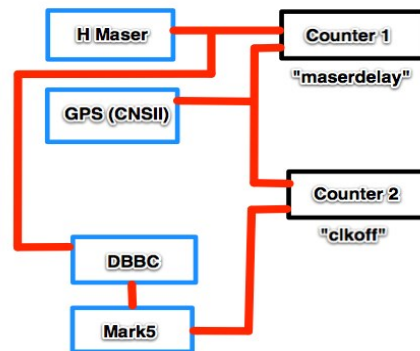 H Maser
Counter 1
"maserdelay"
GPS (CNSII)
Counter 2
"clkoff"
DBBC
Mark5